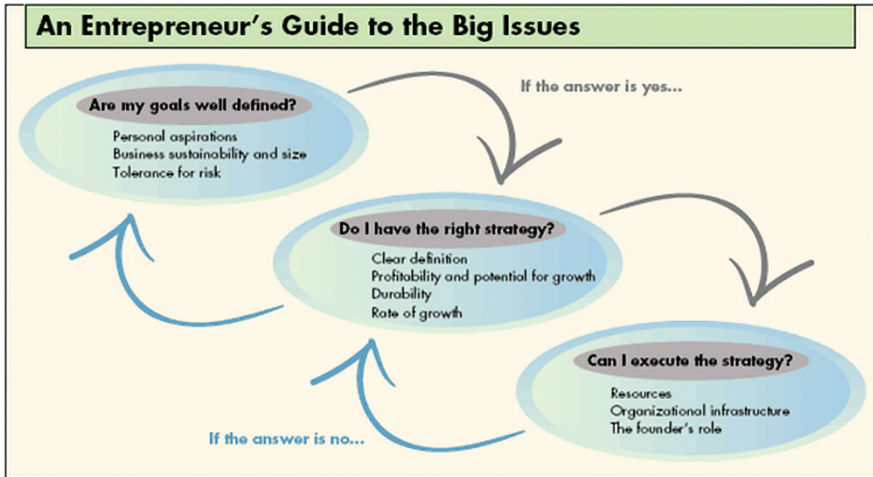 An Entrepreneur's Guide to the Big Issues
If the answer is yes...
Are my goals well defined?
Personal aspirations
Business sustainability and size
Tolerance for risk
Do I have the right strategy?
Clear definition
Profitability and potential for growth
Durability
Rate of growth
Can I execute the strategy?
Resources
Organizational infrastructure
The founder's role
If the answer is no...